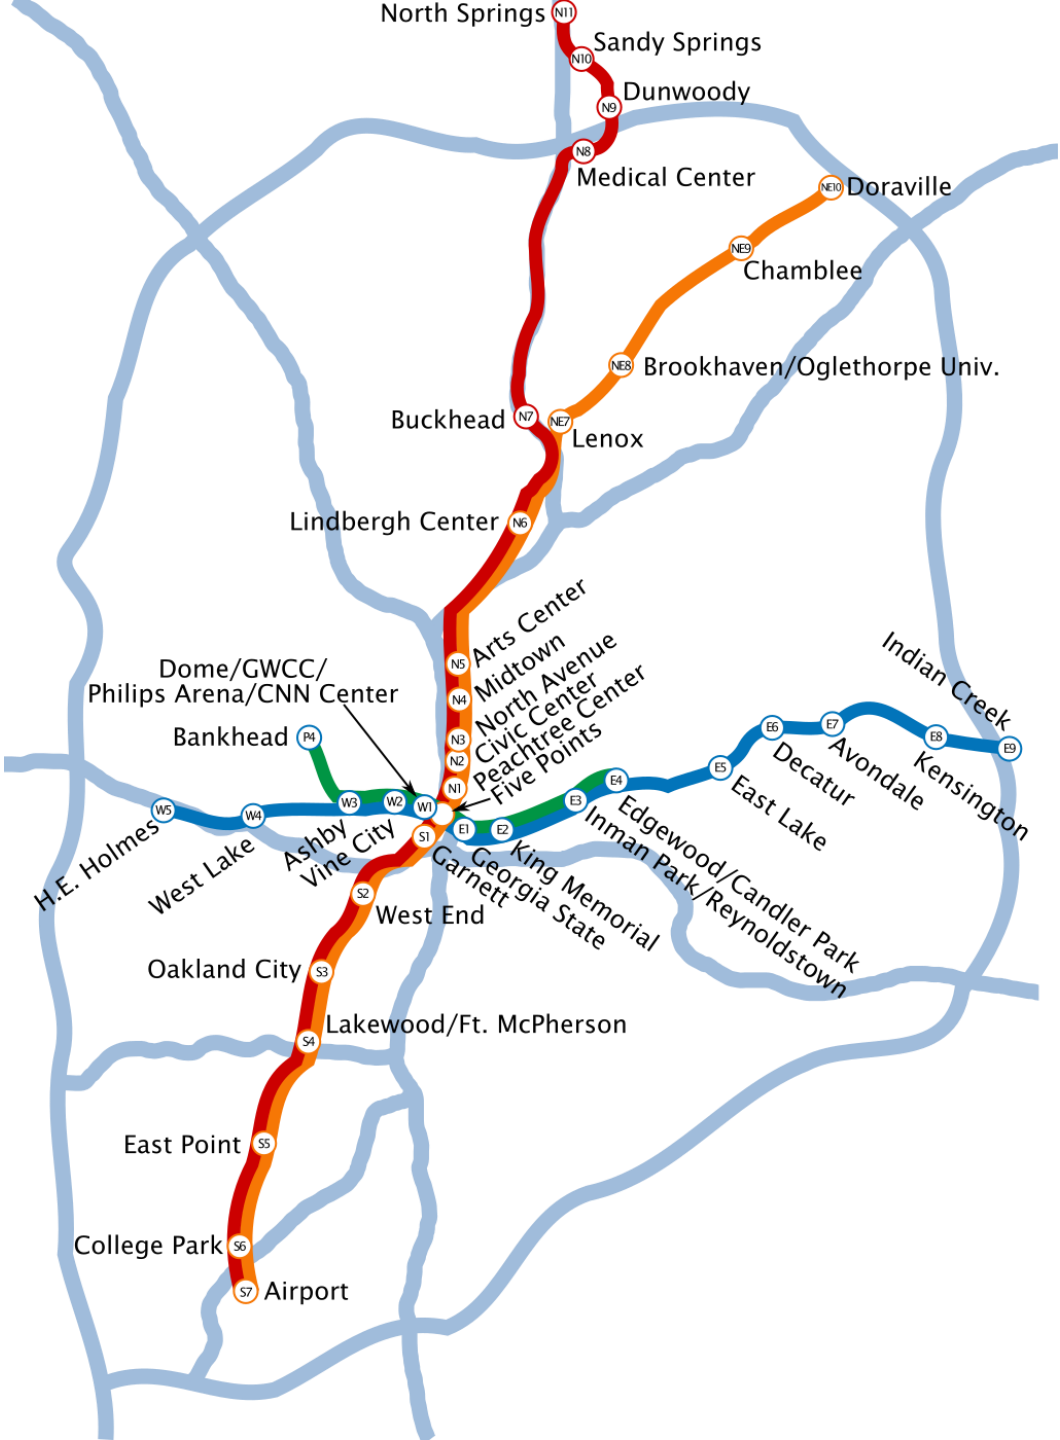 North Springs
N11
Sandy Springs
N10
Dunwoody
N9
N8
Medical Center
NE10
Doraville
NE9
Chamblee
NE8
Brookhaven/Oglethorpe Univ.
Buckhead
N7
NE7
Lenox
Lindbergh Center
N6
Arts Center
N5
Midtown
N4
North Avenue
N3
Civic Center
N2
Peachtree Center
N1
Five Points
Dome/GWCC/
Philips Arena/CNN Center
Bankhead
P4
W5
H.E. Holmes
W4
West Lake
W3
Ashby
W2
Vine City
W1
E1
Georgia State
E2
King Memorial
E3
Inman Park/Reynoldstown
E4
Edgewood/Candler Park
E5
East Lake
E6
Decatur
E7
Avondale
E8
Kensington
Indian Creek
E9
S1
Garnett
S2
West End
Oakland City
S3
Lakewood/Ft. McPherson
S4
East Point
S5
College Park
S6
S7
Airport